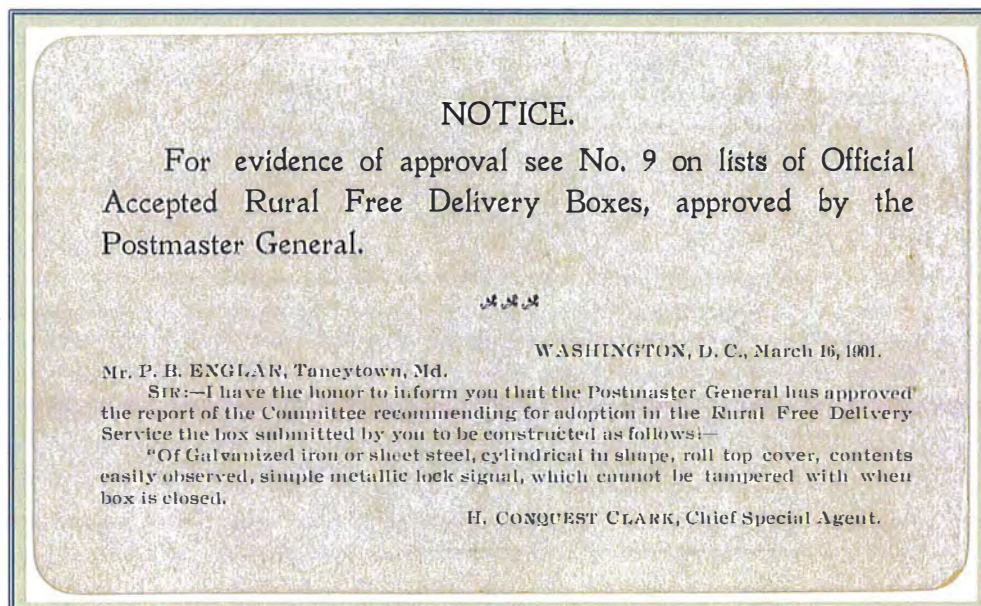 NOTICE.
For evidence of approval see No. 9 on lists of Official
Accepted Rural Free Delivery Boxes, approved by the
Postmaster General.
WASHINGTON, D. C., March 16, 1901.
Mr. P. B. ENGLAR, Taneytown, Md.
SIR:—I have the honor to inform you that the Postmaster General has approved
the report of the Committee recommending for adoption in the Rural Free Delivery
Service the box submitted by you to be constructed as follows:—
"Of Galvanized iron or sheet steel, cylindrical in shape, roll top cover, contents
easily observed, simple metallic lock signal, which cannot be tampered with when
box is closed.
H. CONQUEST CLARK, Chief Special Agent.